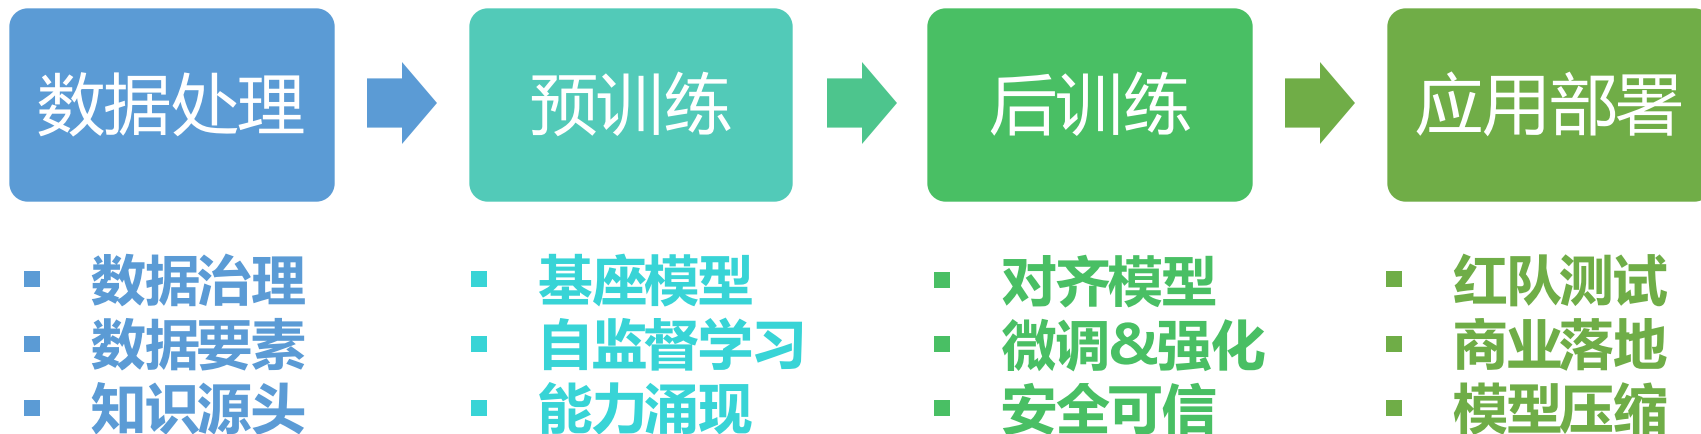 数据处理
预训练
后训练
应用部署
数据治理
数据要素
知识源头
基座模型
自监督学习
能力涌现
对齐模型
微调&强化
安全可信
红队测试
商业落地
模型压缩